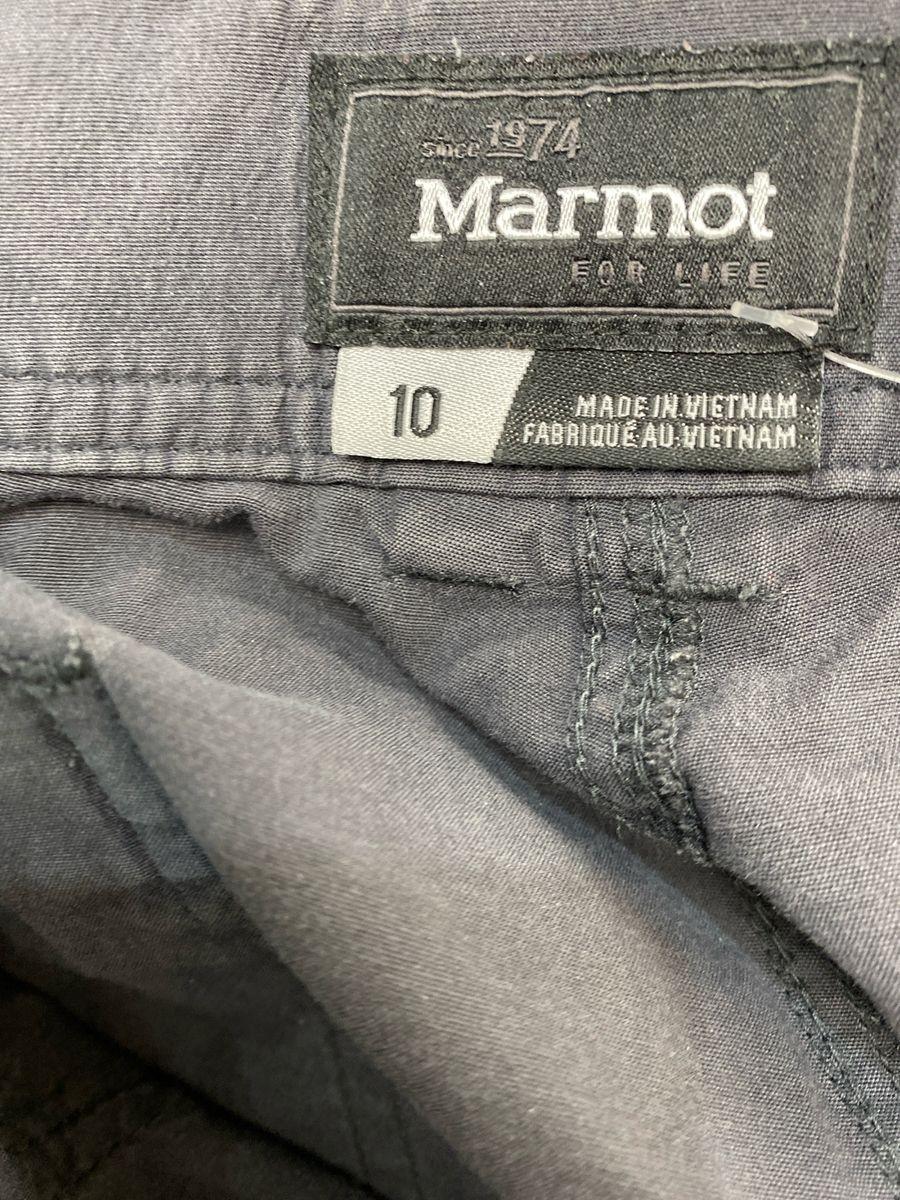 since 1974
Marmot
FOR LIFE
10
MADE IN VIETNAM
FABRIQUÉ AU VIETNAM